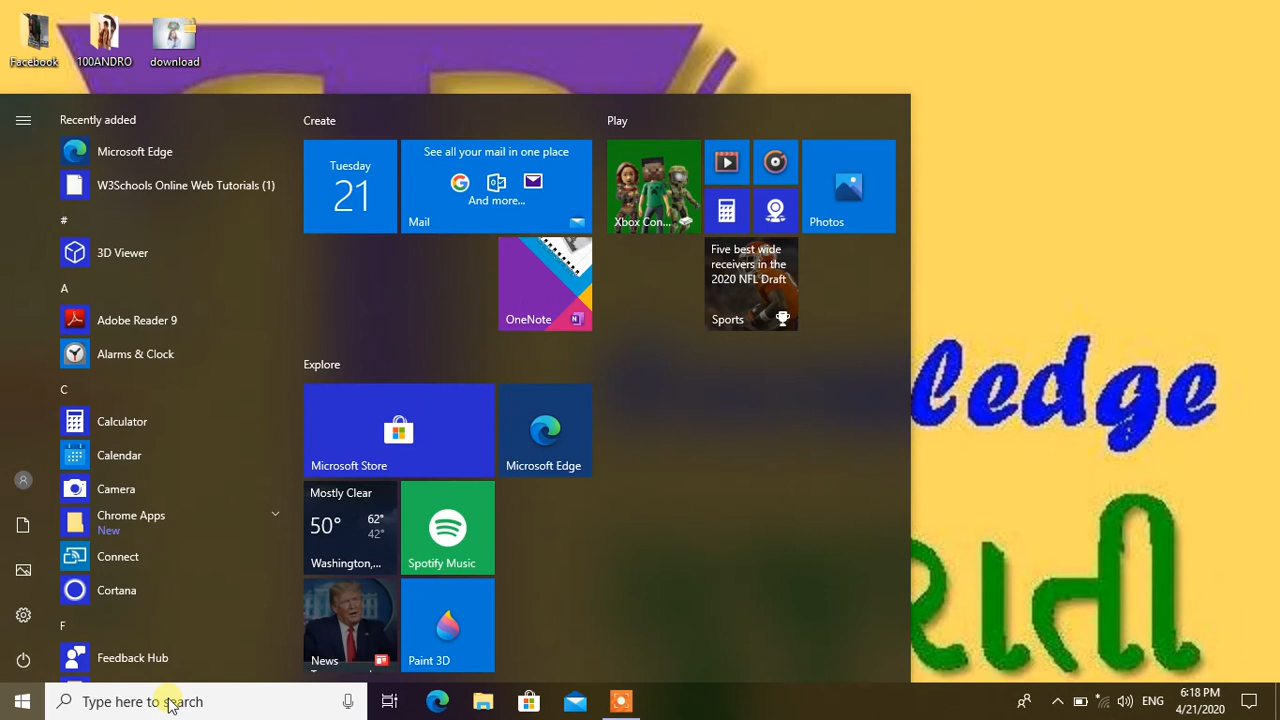 Facebook
100ANDRO
download
Recently added
Microsoft Edge
W3Schools Online Web Tutorials (1)
#
3D Viewer
A
Adobe Reader 9
Alarms & Clock
C
Calculator
Calendar
Camera
Chrome Apps
New
Connect
Cortana
F
Feedback Hub
Create
Tuesday
21
See all your mail in one place
And more...
Mail
OneNote
Explore
Microsoft Store
Microsoft Edge
Mostly Clear
50° 62°
42°
Washington,...
Spotify Music
News
Paint 3D
Play
Xbox Con...
Photos
Five best wide
receivers in the
2020 NFL Draft
Sports
ledge
રાતી
Type here to search
ENG
6:18 PM
4/21/2020